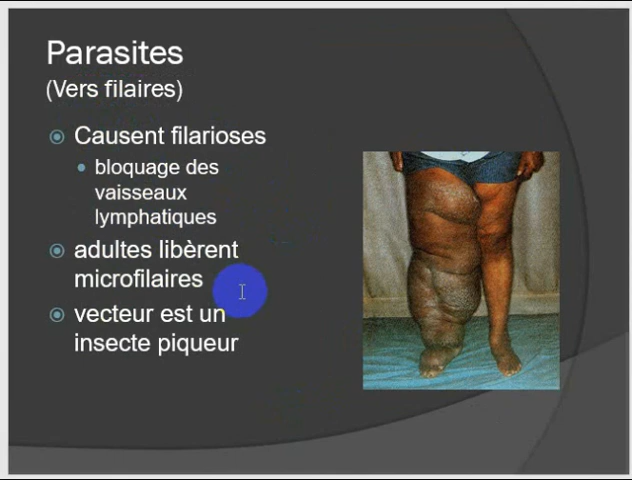 Parasites
(Vers filaires)
Causent filarioses
bloquage des
vaisseaux
lymphatiques
adultes libèrent
microfilaires
vecteur est un
insecte piqueur